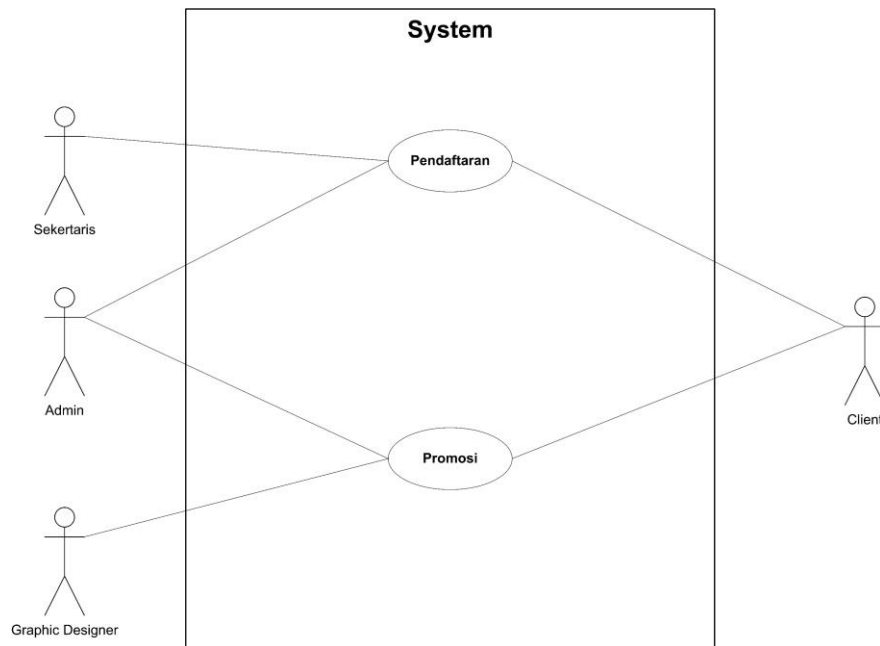 System
Pendaftaran
Sekertaris
Admin
Client
Promosi
Graphic Designer